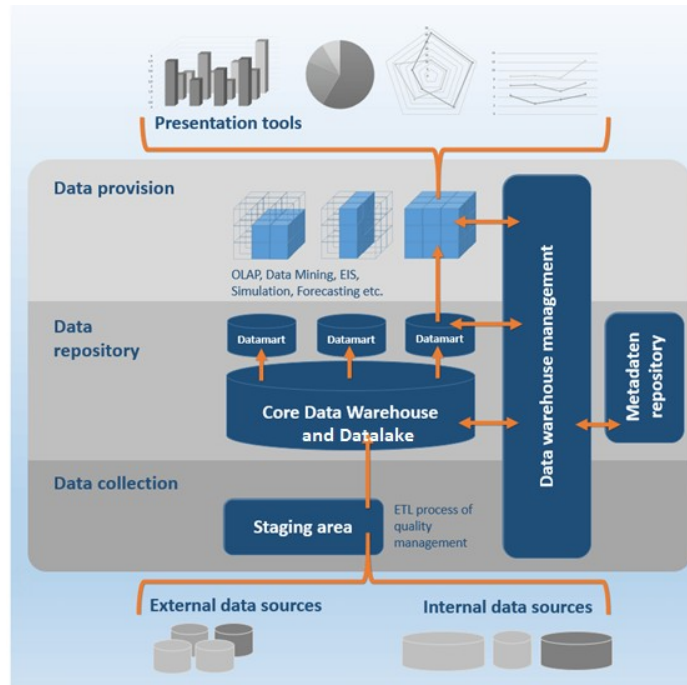 Presentation tools
Data provision
OLAP, Data Mining, EIS,
Simulation, Forecasting etc.
Data
repository
Datamart
Datamart
Datamart
Core Data Warehouse
and Datalake
Data warehouse management
Metadaten
repository
Data collection
Staging area
ETL process of
quality
management
External data sources
Internal data sources